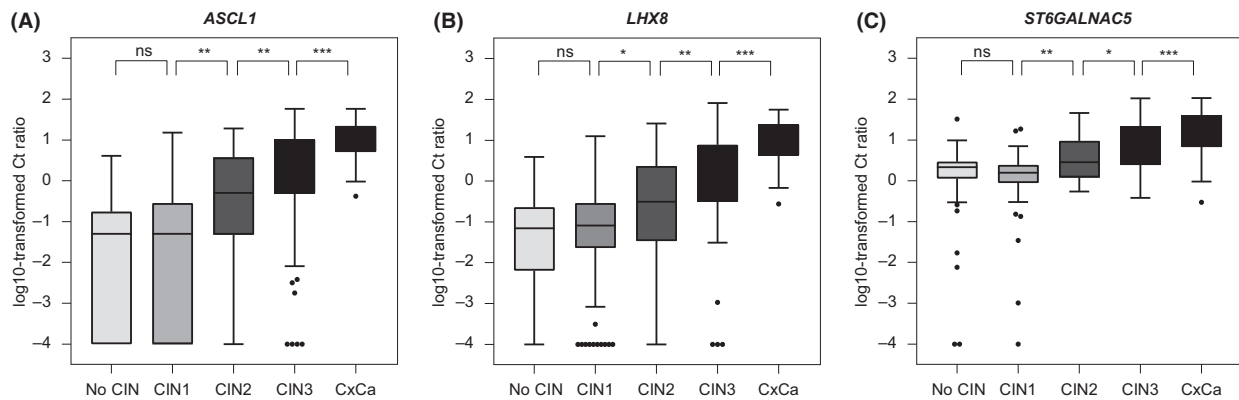 (A)
ASCL1
log10-transformed Ct ratio
3
2
1
0
–1
–2
–3
–4
ns
**
**
***
No CIN
CIN1
CIN2
CIN3
CxCa
(B)
LHX8
log10-transformed Ct ratio
3
2
1
0
–1
–2
–3
–4
ns
*
**
***
No CIN
CIN1
CIN2
CIN3
CxCa
(C)
ST6GALNAC5
log10-transformed Ct ratio
3
2
1
0
–1
–2
–3
–4
ns
**
*
***
No CIN
CIN1
CIN2
CIN3
CxCa